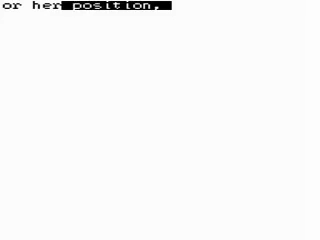 or her position,